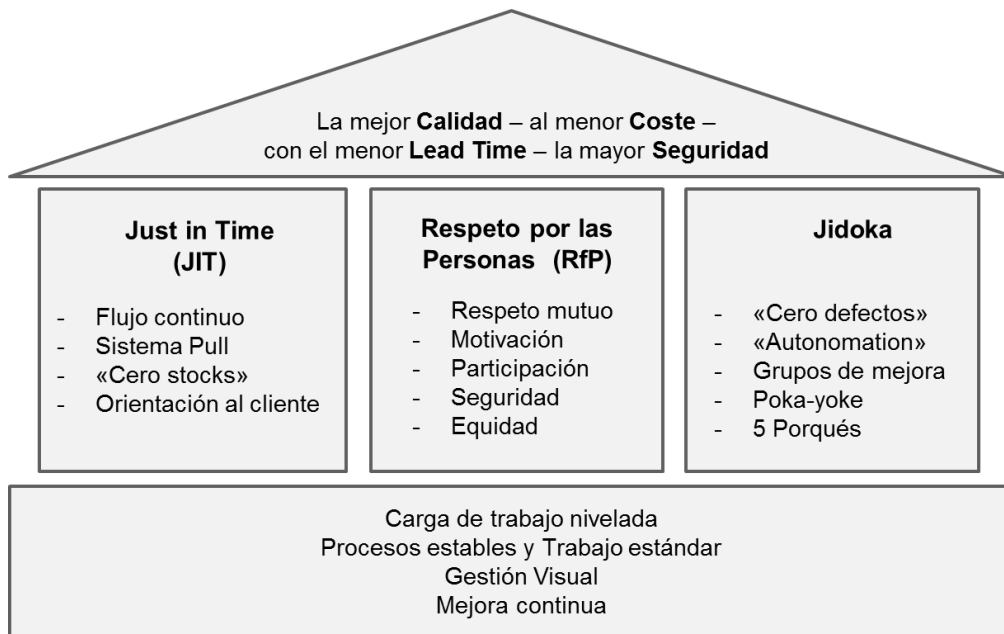 La mejor Calidad – al menor Coste –
con el menor Lead Time – la mayor Seguridad
Just in Time
(JIT)
- Flujo continuo
- Sistema Pull
- «Cero stocks»
- Orientación al cliente
Respeto por las
Personas (RfP)
- Respeto mutuo
- Motivación
- Participación
- Seguridad
- Equidad
Jidoka
- «Cero defectos»
- «Autonomation»
- Grupos de mejora
- Poka-yoke
- 5 Porqués
Carga de trabajo nivelada
Procesos estables y Trabajo estándar
Gestión Visual
Mejora continua